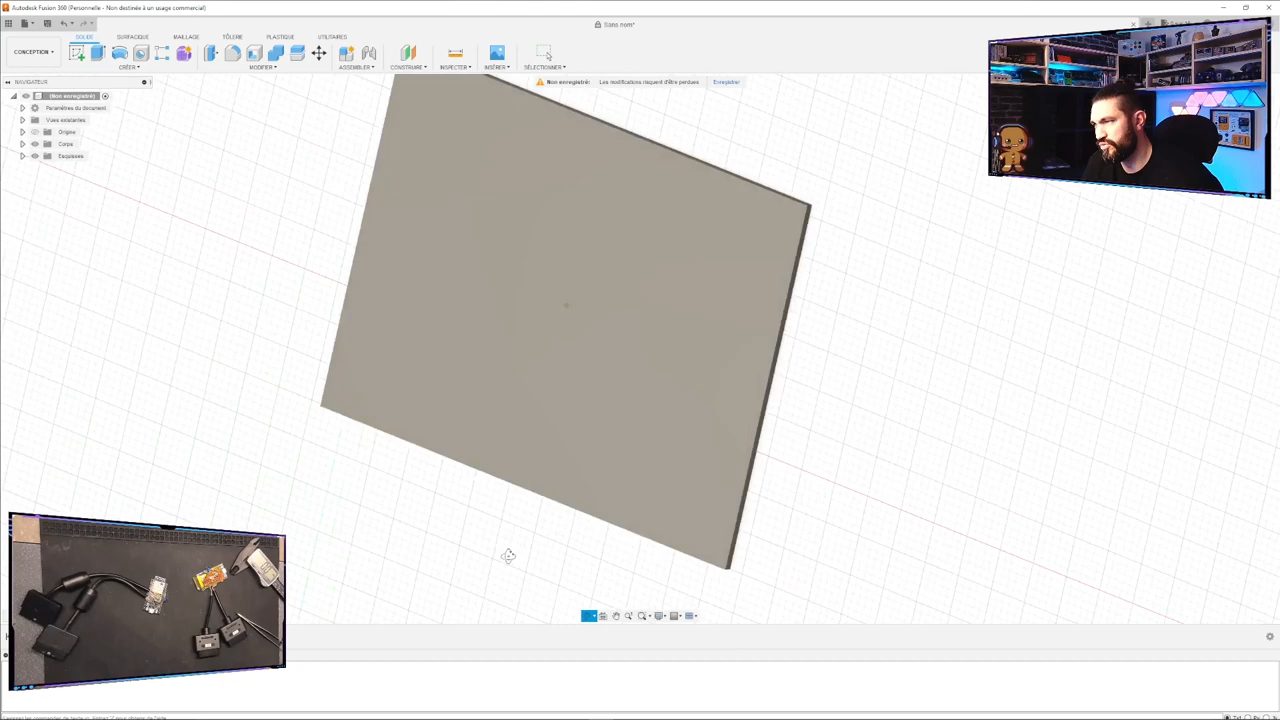 Autodesk Fusion 360 (Personnelle - Non destinée à un usage commercial)
Sans nom*
SOLIDE SURFACIQUE MAILLAGE TÔLERIE PLASTIQUE UTILITAIRES
CONCEPTION
CRÉER MODIFIER ASSEMBLER CONSTRUIRE INSPECTER INSÉRER SÉLECTIONNER
NAVIGATEUR
Non enregistré: Les modifications risquent d'être perdues Enregistrer
(Non enregistré)
Paramètres du document
Vues existantes
Origine
Corps
Esquisses
Txt